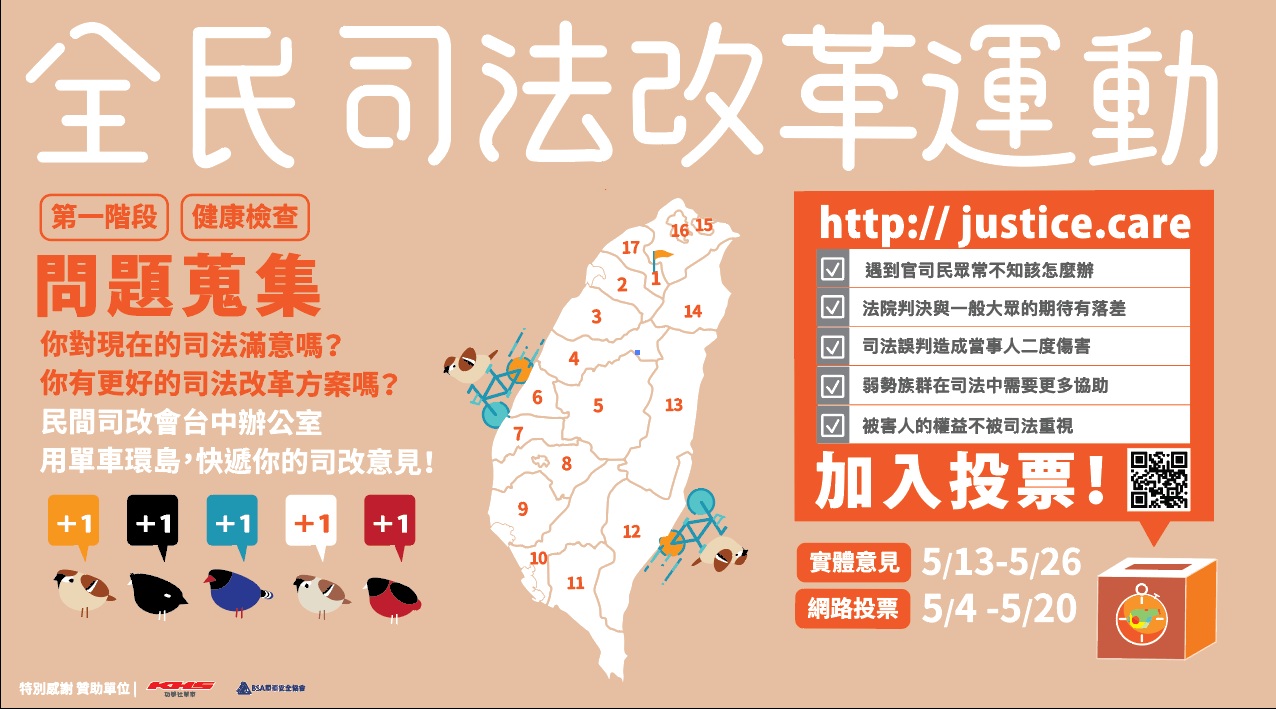 全民司法改革運動
第一階段 健康檢查
問題蒐集
你對現在的司法滿意嗎？
你有更好的司法改革方案嗎？
民間司改會台中辦公室
用單車環島，快遞你的司改意見！
+1 +1 +1 +1 +1
特別感謝 贊助單位 | KHS 功學社單車 BSA
16 15
17
1
2
14
3
4
6
5
13
7
8
9
12
10
11
http:// justice.care
遇到官司民眾常不知該怎麼辦
法院判決與一般大眾的期待有落差
司法誤判造成當事人二度傷害
弱勢族群在司法中需要更多協助
被害人的權益不被司法重視
加入投票！
實體意見 5/13-5/26
網路投票 5/4 -5/20